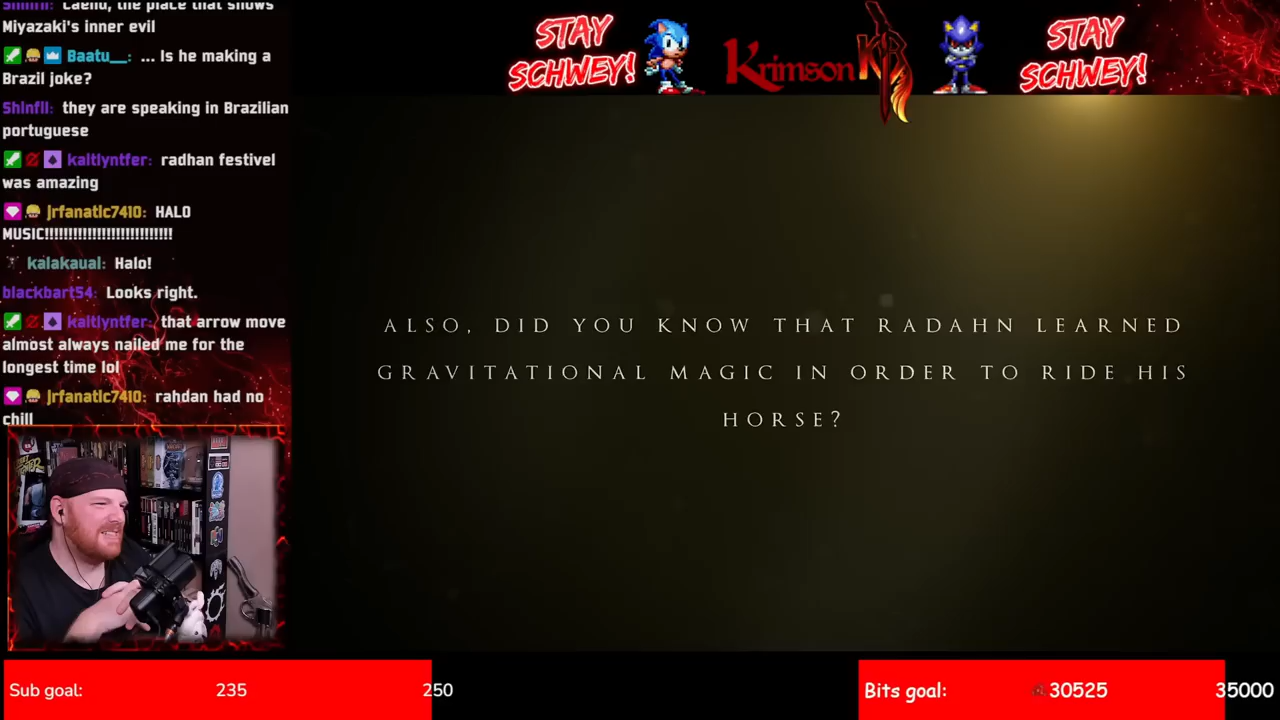 Shinfll: Caelid, the place that shows
Miyazaki's inner evil
Baatu__: ... Is he making a
Brazil joke?
Shinfll: they are speaking in Brazilian
portuguese
kaitlyntfer: radhan festivel
was amazing
jrfanatic7410: HALO
MUSIC!!!!!!!!!!!!!!!!!!!!!!!!!!!
kalakaual: Halo!
blackbart54: Looks right.
kaitlyntfer: that arrow move
almost always nailed me for the
longest time lol
jrfanatic7410: rahdan had no
chill
STAY
SCHWEY!
Krimson
KB
STAY
SCHWEY!
ALSO, DID YOU KNOW THAT RADAHN LEARNED
GRAVITATIONAL MAGIC IN ORDER TO RIDE HIS
HORSE?
Sub goal: 235 250
Bits goal: 30525 35000